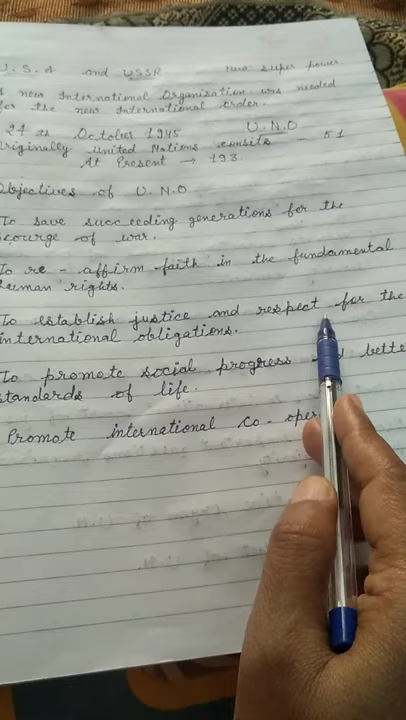 U. S. A and USSR two super power.
A new International Organisation was needed
for the new International order.
24 th October 1945 U.N.O
Originally United Nations consits - 51
At Present → 193.
Objectives of U.N.O
To save succeeding generations for the
scourge of war.
To re - affirm faith in the fundamental
human rights.
To establish justice and respect for the
international obligations.
To promote social progress bette
standards of life.
Promote international co-oper